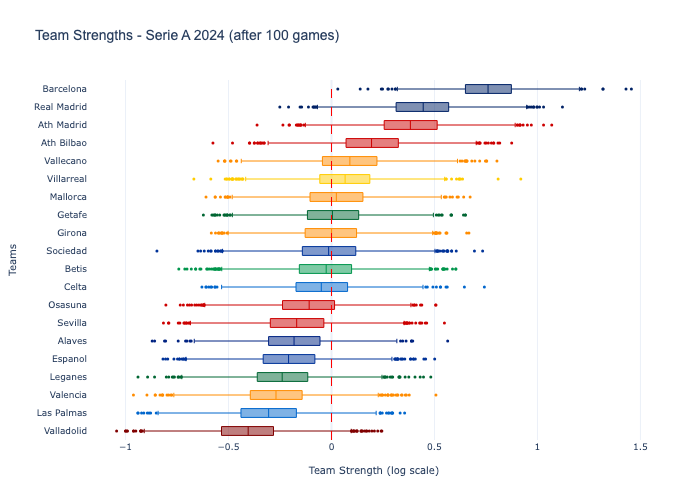 Team Strengths - Serie A 2024 (after 100 games)
Barcelona
Real Madrid
Ath Madrid
Ath Bilbao
Vallecano
Villarreal
Mallorca
Getafe
Girona
Sociedad
Betis
Celta
Osasuna
Sevilla
Alaves
Espanol
Leganes
Valencia
Las Palmas
Valladolid
Teams
−1
−0.5
0
0.5
1
1.5
Team Strength (log scale)